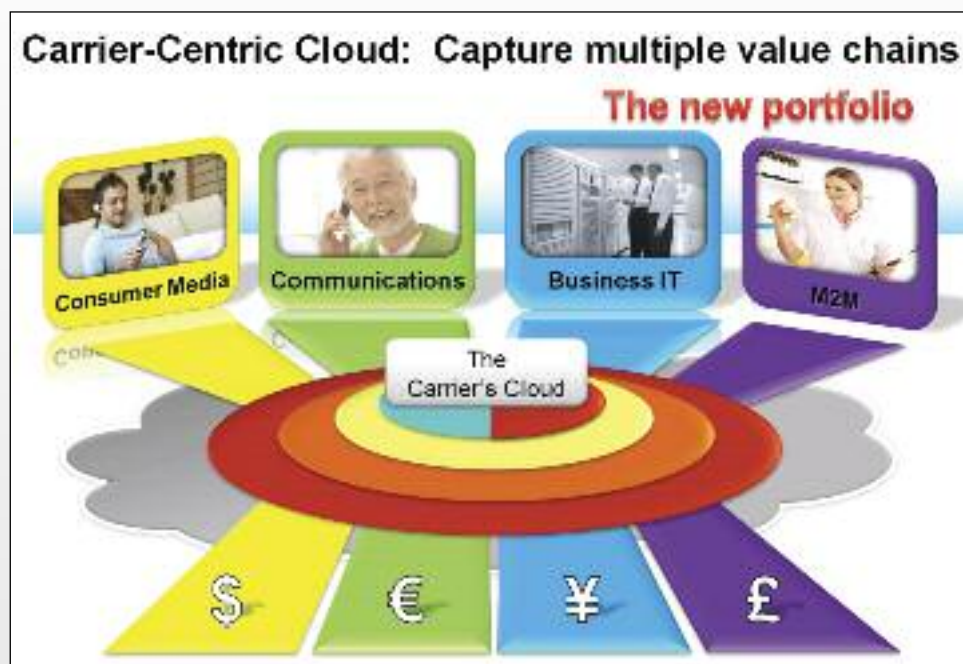 Carrier-Centric Cloud: Capture multiple value chains
The new portfolio
Consumer Media
Communications
Business IT
M2M
The
Carrier's Cloud
$
€
¥
£